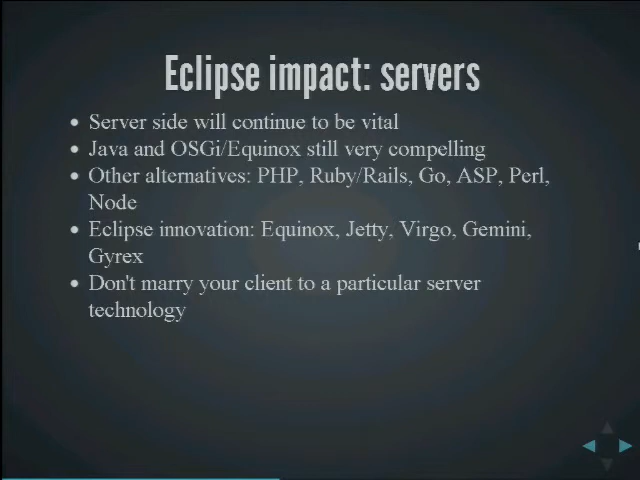 Eclipse impact: servers
• Server side will continue to be vital
• Java and OSGi/Equinox still very compelling
• Other alternatives: PHP, Ruby/Rails, Go, ASP, Perl,
Node
• Eclipse innovation: Equinox, Jetty, Virgo, Gemini,
Gyrex
• Don't marry your client to a particular server
technology